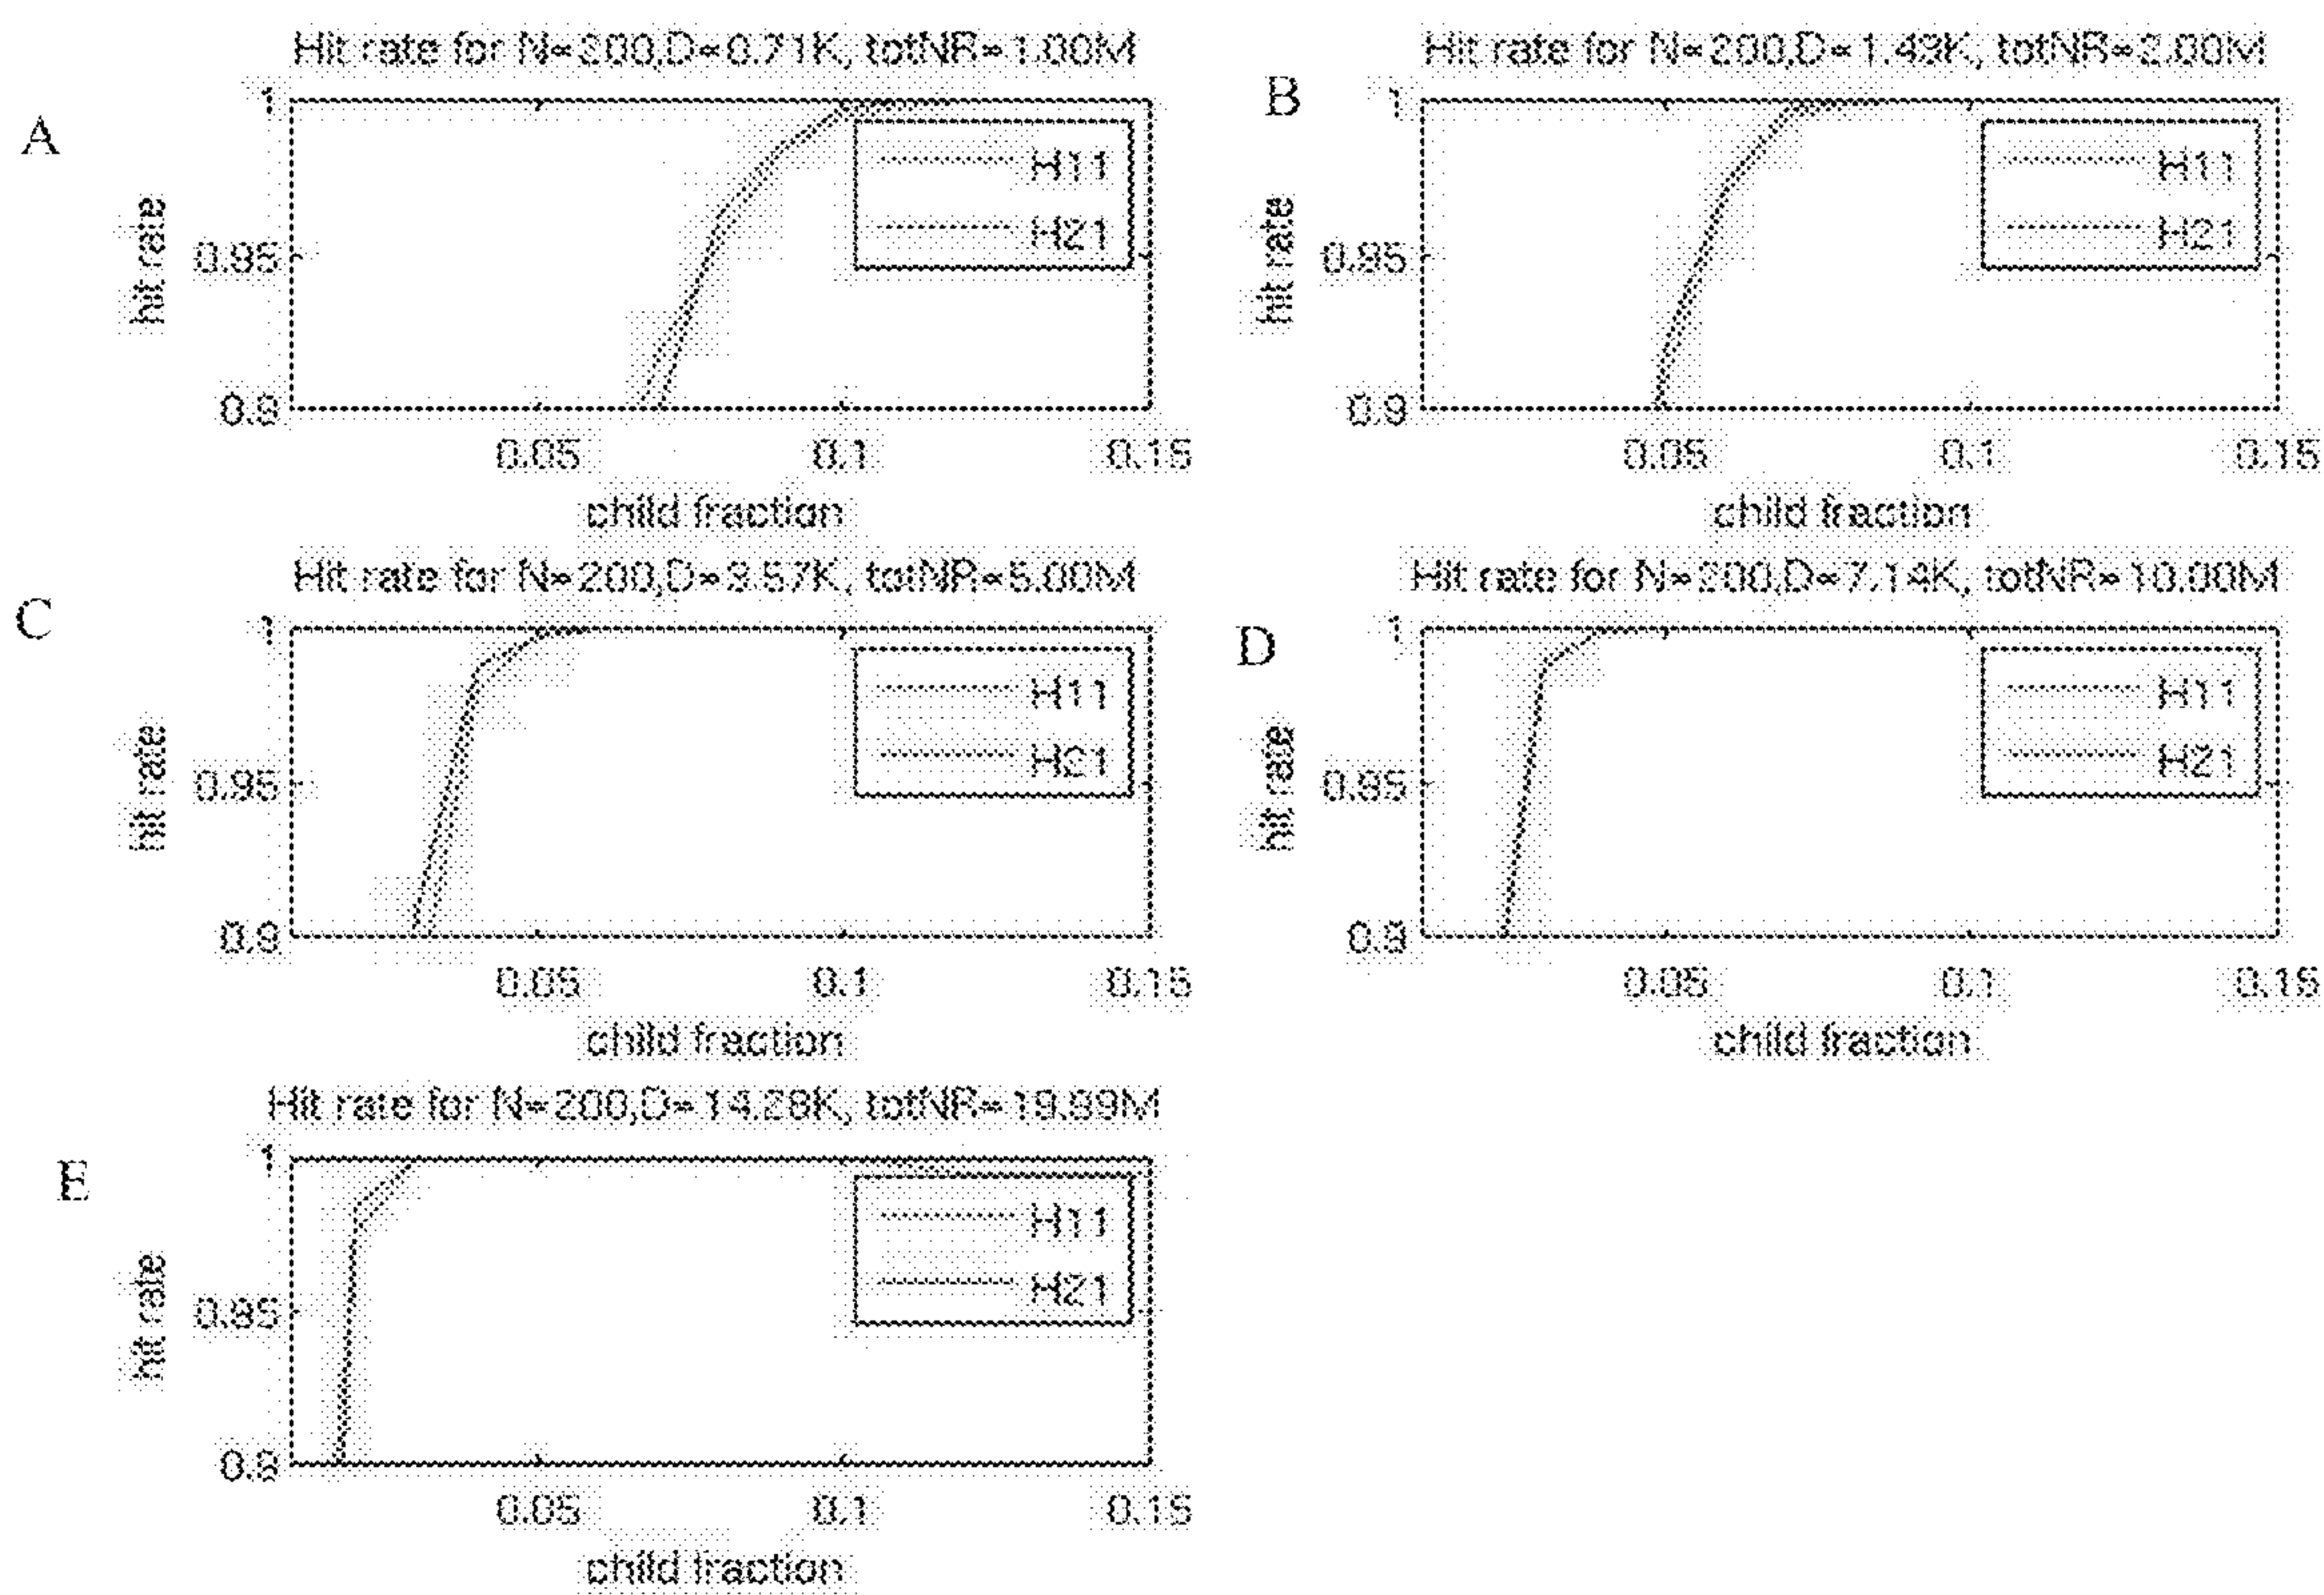 A
Hit rate for N=200,D=0.71K, totNR=1.00M
1
0.95
0.9
hit rate
0.05
0.1
0.15
child fraction
H11
H21
B
Hit rate for N=200,D=1.43K, totNR=2.00M
1
0.95
0.9
hit rate
0.05
0.1
0.15
child fraction
H11
H21
C
Hit rate for N=200,D=3.57K, totNR=5.00M
1
0.95
0.9
hit rate
0.05
0.1
0.15
child fraction
H11
H21
D
Hit rate for N=200,D=7.14K, totNR=10.00M
1
0.95
0.9
hit rate
0.05
0.1
0.15
child fraction
H11
H21
E
Hit rate for N=200,D=14.28K, totNR=19.99M
1
0.95
0.9
hit rate
0.05
0.1
0.15
child fraction
H11
H21